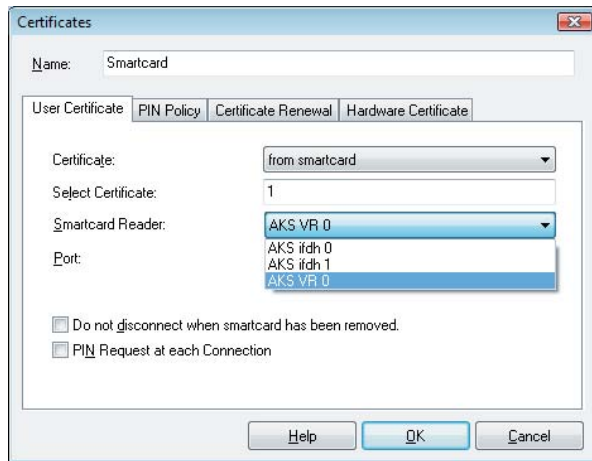 Certificates
Name: Smartcard
User Certificate PIN Policy Certificate Renewal Hardware Certificate
Certificate: from smartcard
Select Certificate: 1
Smartcard Reader: AKS VR 0
AKS ifdh 0
Port:
AKS ifdh 1
AKS VR 0
Do not disconnect when smartcard has been removed.
PIN Request at each Connection
Help OK Cancel